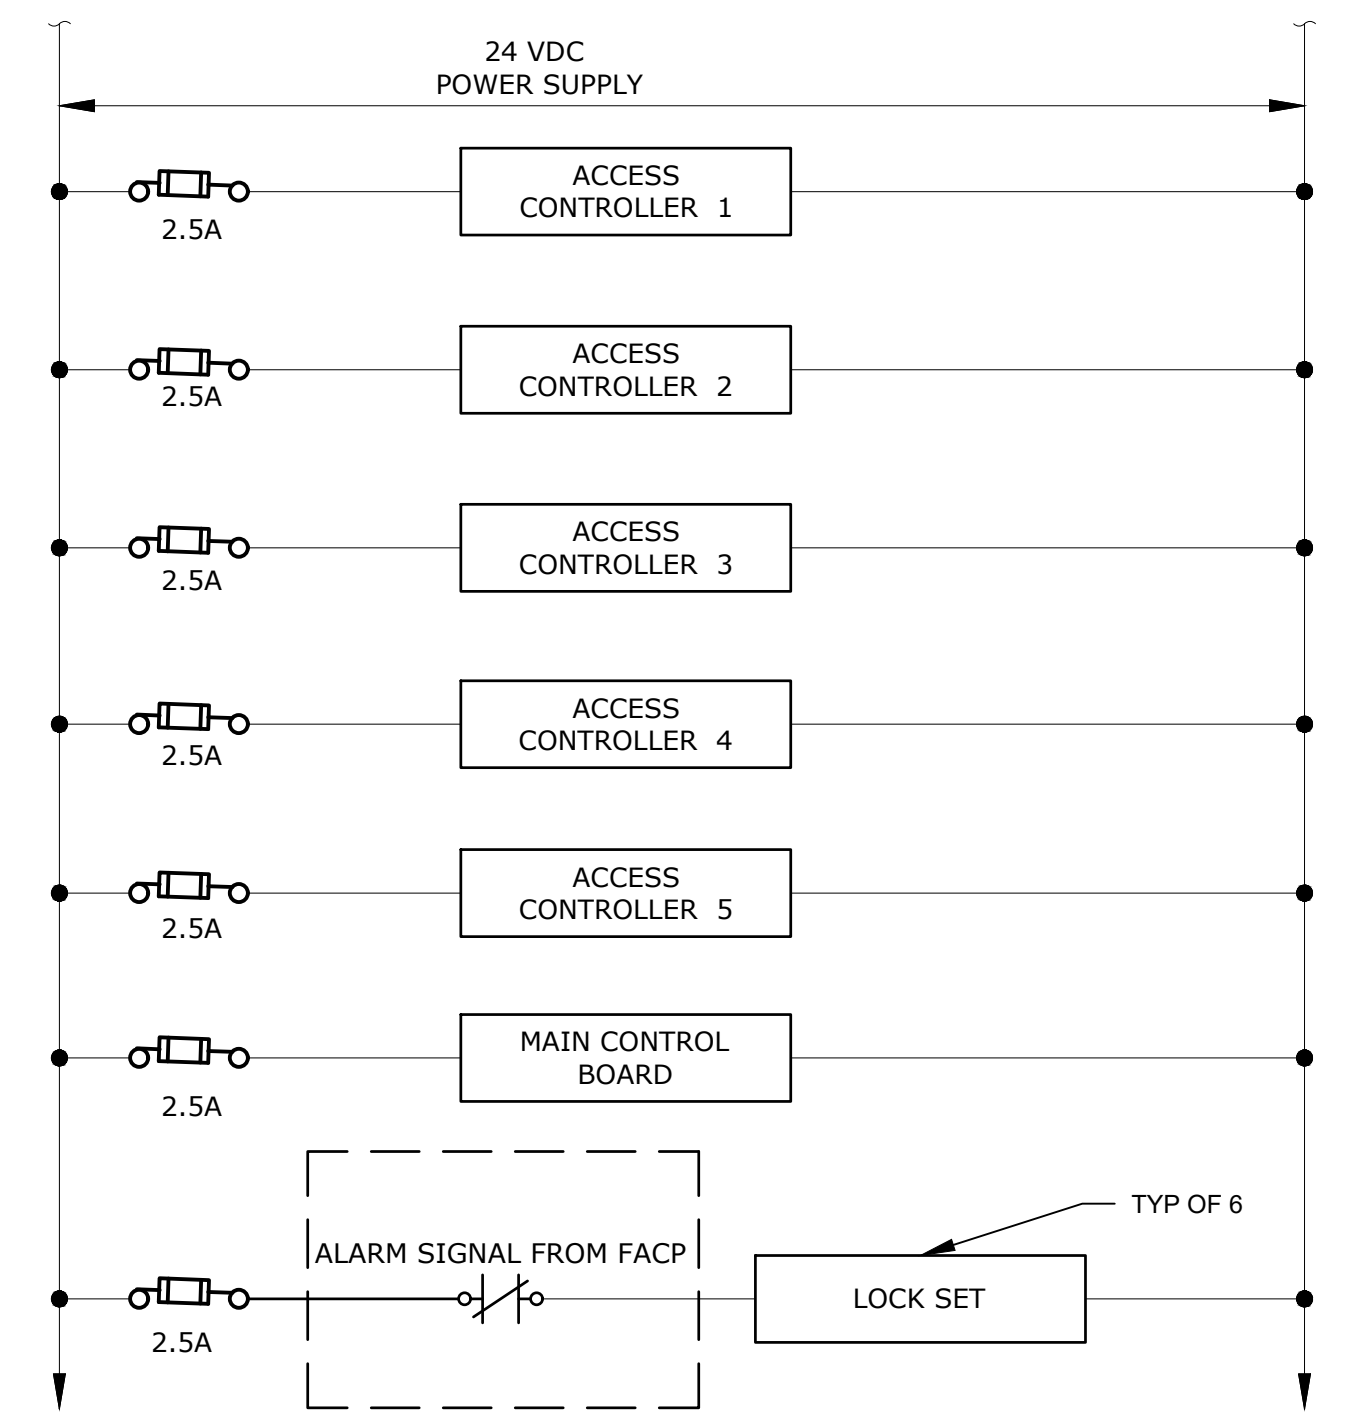 24 VDC
POWER SUPPLY
ACCESS
CONTROLLER 1
2.5A
ACCESS
CONTROLLER 2
2.5A
ACCESS
CONTROLLER 3
2.5A
ACCESS
CONTROLLER 4
2.5A
ACCESS
CONTROLLER 5
2.5A
MAIN CONTROL
BOARD
2.5A
TYP OF 6
ALARM SIGNAL FROM FACP
LOCK SET
2.5A